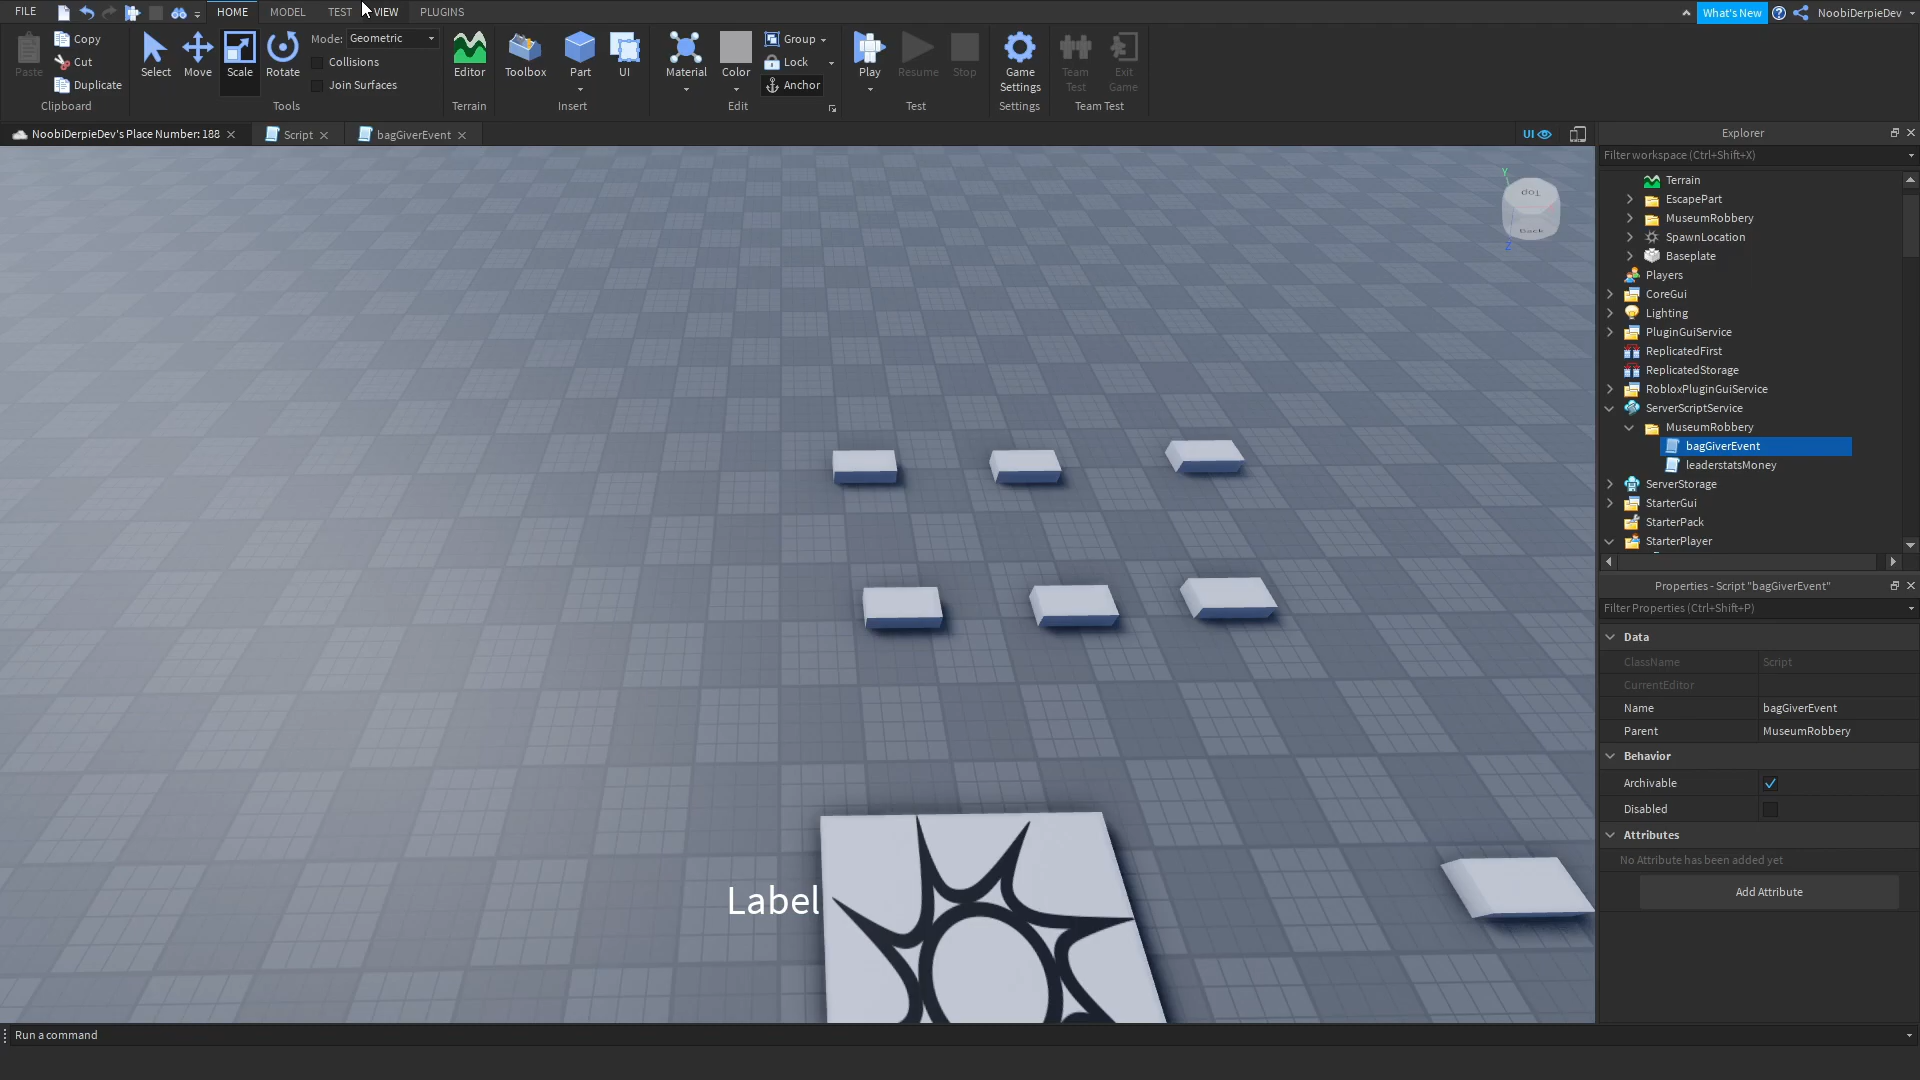 FILE HOME MODEL TEST VIEW PLUGINS What's New NoobiDerpieDev
Paste Copy Cut Duplicate Clipboard
Select Move Scale Rotate Mode: Geometric Collisions Join Surfaces Tools
Editor Terrain
Toolbox Part UI Insert
Material Color Group Lock Anchor Edit
Play Resume Stop Test
Game Settings Settings
Team Test Exit Game Team Test
NoobiDerpieDev's Place Number: 188 Script bagGiverEvent UI
Explorer
Filter workspace (Ctrl+Shift+X)
Terrain
EscapePart
MuseumRobbery
SpawnLocation
Baseplate
Players
CoreGui
Lighting
PluginGuiService
ReplicatedFirst
ReplicatedStorage
RobloxPluginGuiService
ServerScriptService
MuseumRobbery
bagGiverEvent
leaderstatsMoney
ServerStorage
StarterGui
StarterPack
StarterPlayer
Y
Top
Back
Z
Label
Properties - Script "bagGiverEvent"
Filter Properties (Ctrl+Shift+P)
Data
ClassName Script
CurrentEditor
Name bagGiverEvent
Parent MuseumRobbery
Behavior
Archivable
Disabled
Attributes
No Attribute has been added yet
Add Attribute
Run a command